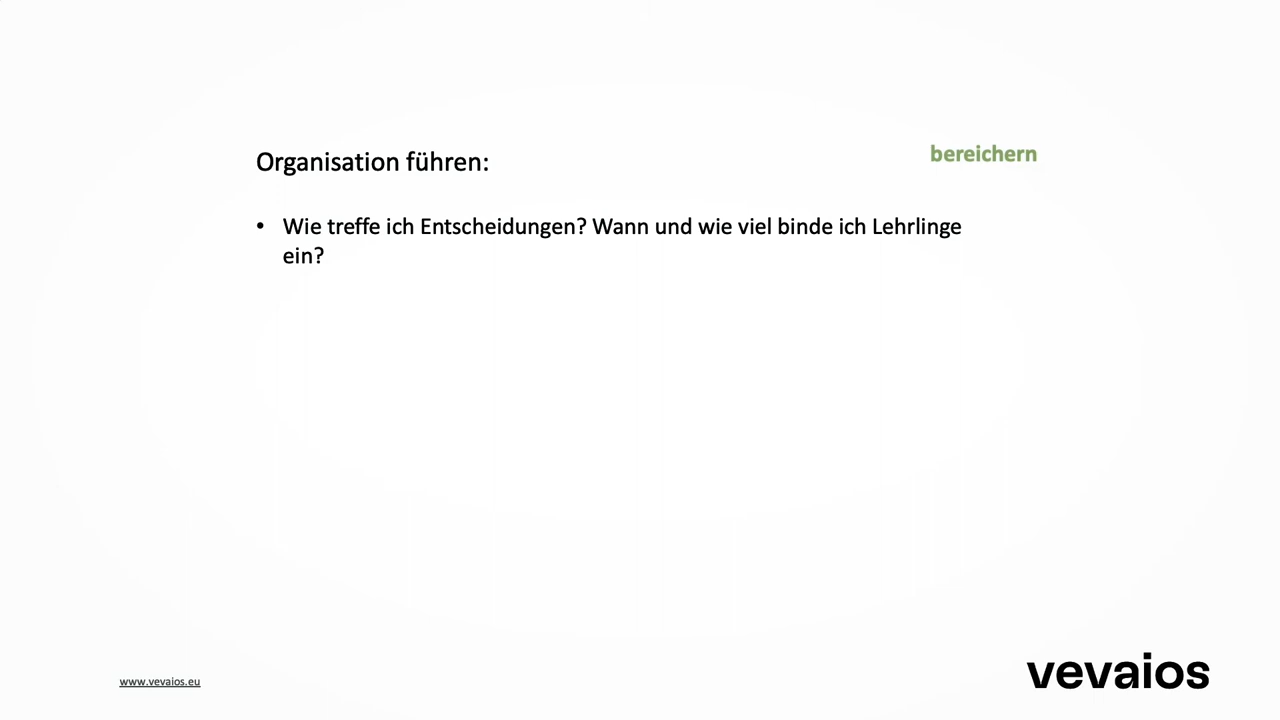 Organisation führen:
bereichern
• Wie treffe ich Entscheidungen? Wann und wie viel binde ich Lehrlinge
ein?
www.vevaios.eu
vevaios